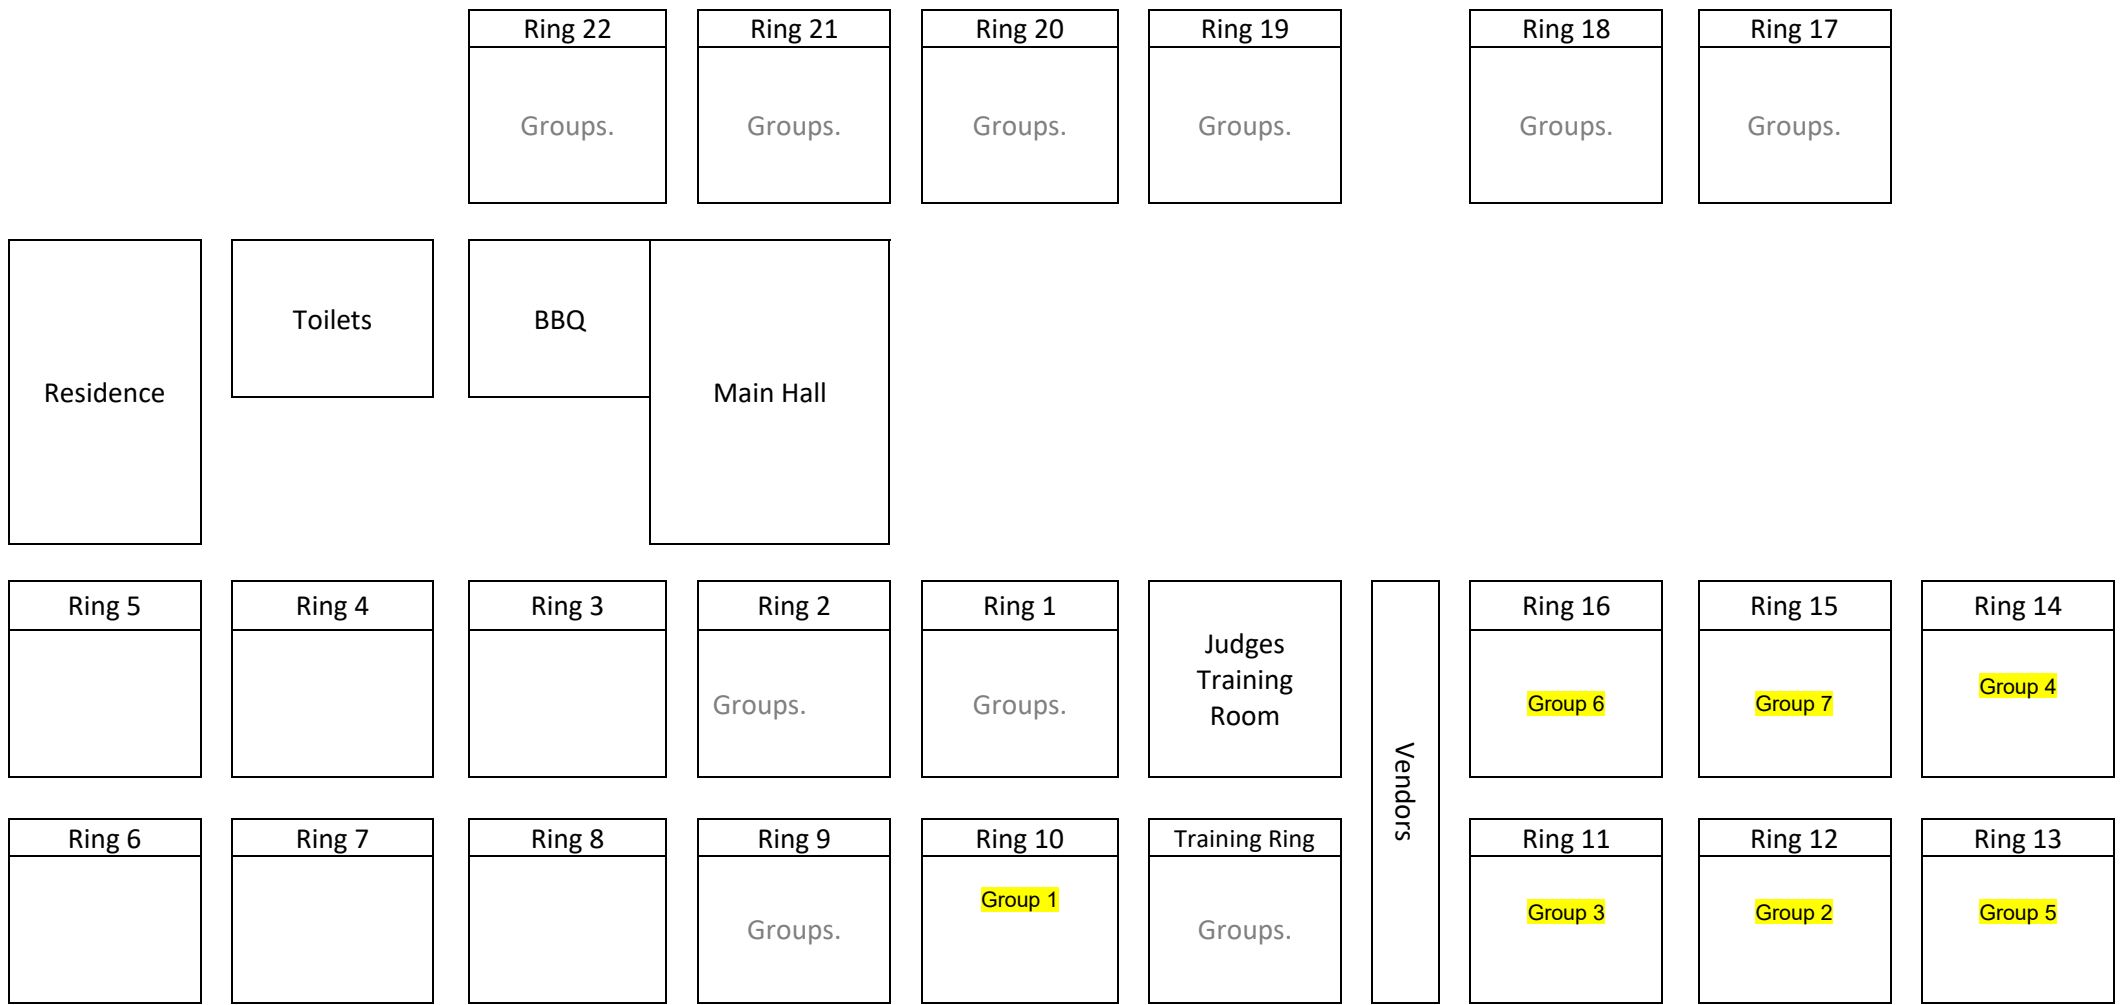 Ring 22
Ring 21
Ring 20
Ring 19
Ring 18
Ring 17
Groups.
Groups.
Groups.
Groups.
Groups.
Groups.
Residence
Toilets
BBQ
Main Hall
Ring 5
Ring 4
Ring 3
Ring 2
Ring 1
Judges
Training
Room
Vendors
Ring 16
Ring 15
Ring 14
Groups.
Groups.
Group 6
Group 7
Group 4
Ring 6
Ring 7
Ring 8
Ring 9
Ring 10
Training Ring
Ring 11
Ring 12
Ring 13
Groups.
Group 1
Groups.
Group 3
Group 2
Group 5